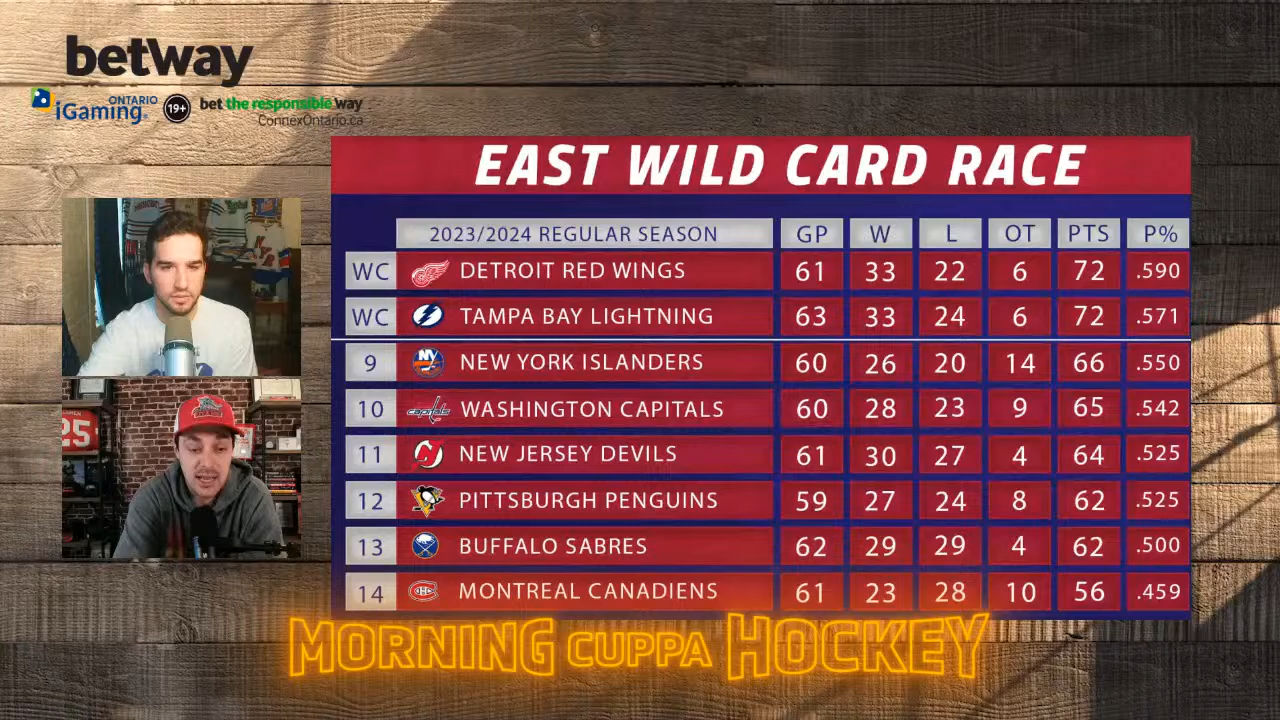 betway
iGaming ONTARIO
19+
bet the responsible way
ConnexOntario.ca
EAST WILD CARD RACE
2023/2024 REGULAR SEASON GP W L OT PTS P%
WC DETROIT RED WINGS 61 33 22 6 72 .590
WC TAMPA BAY LIGHTNING 63 33 24 6 72 .571
9 NEW YORK ISLANDERS 60 26 20 14 66 .550
10 WASHINGTON CAPITALS 60 28 23 9 65 .542
11 NEW JERSEY DEVILS 61 30 27 4 64 .525
12 PITTSBURGH PENGUINS 59 27 24 8 62 .525
13 BUFFALO SABRES 62 29 29 4 62 .500
14 MONTREAL CANADIENS 61 23 28 10 56 .459
25
MORNING CUPPA HOCKEY